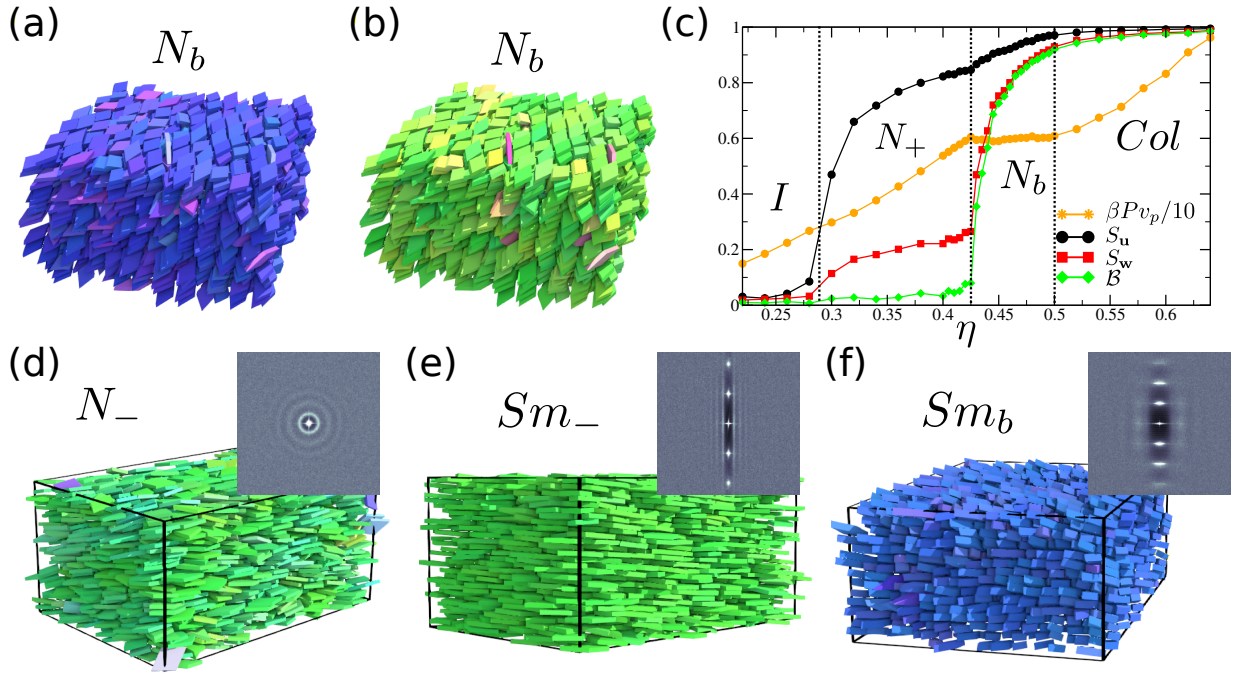 (a)
N_b
(b)
N_b
(c)
1
0.8
0.6
0.4
0.2
0
I
N_+
N_b
Col
βPv_p/10
S_u
S_w
ℬ
0.25
0.3
0.35
0.4
0.45
0.5
0.55
0.6
η
(d)
N_−
(e)
Sm_−
(f)
Sm_b